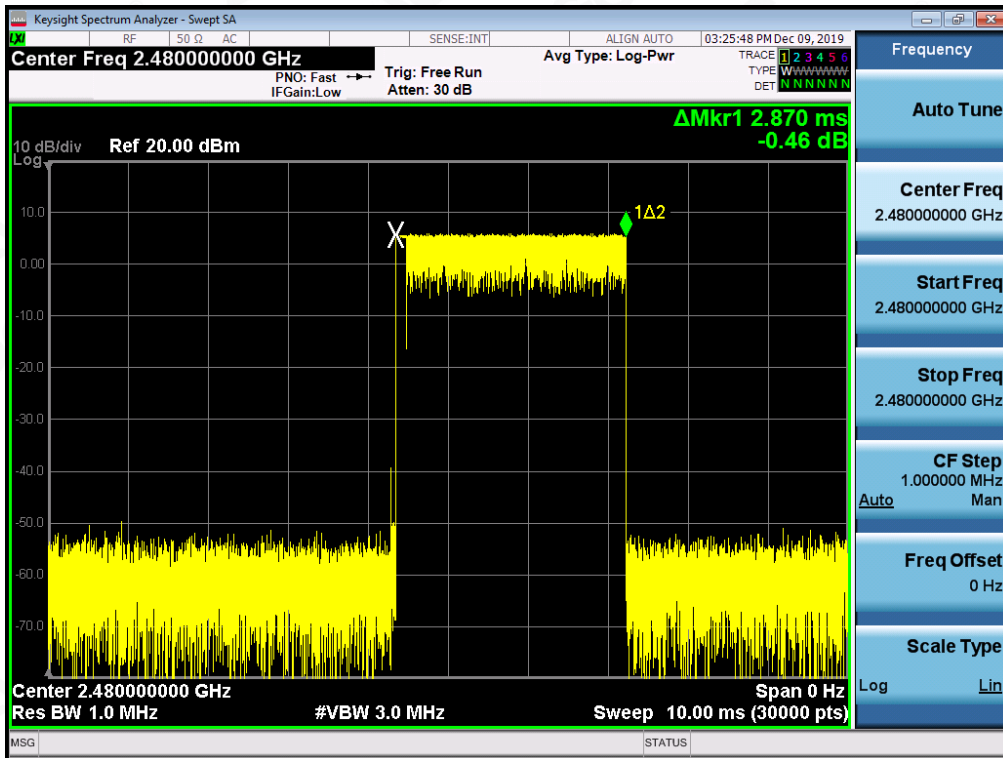 Keysight Spectrum Analyzer - Swept SA
LXI RF 50 Ω AC SENSE:INT ALIGN AUTO 03:25:48 PM Dec 09, 2019
Center Freq 2.480000000 GHz
PNO: Fast
IFGain:Low
Trig: Free Run
Atten: 30 dB
Avg Type: Log-Pwr
TRACE 1 2 3 4 5 6
TYPE W
DET N N N N N N
ΔMkr1 2.870 ms
-0.46 dB
10 dB/div Ref 20.00 dBm
Log
10.0
0.00
-10.0
-20.0
-30.0
-40.0
-50.0
-60.0
-70.0
1Δ2
Center 2.480000000 GHz Span 0 Hz
Res BW 1.0 MHz #VBW 3.0 MHz Sweep 10.00 ms (30000 pts)
MSG STATUS
Frequency
Auto Tune
Center Freq
2.480000000 GHz
Start Freq
2.480000000 GHz
Stop Freq
2.480000000 GHz
CF Step
1.000000 MHz
Auto Man
Freq Offset
0 Hz
Scale Type
Log Lin